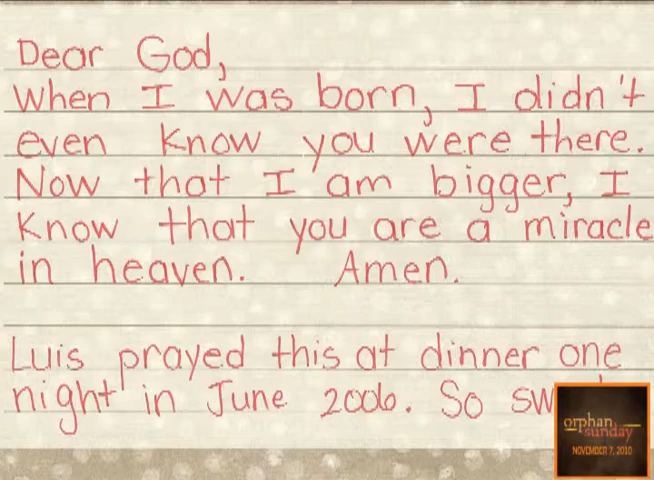 Dear God,
When I was born, I didn't
even know you were there.
Now that I am bigger, I
know that you are a miracle
in heaven. Amen.
Luis prayed this at dinner one
night in June 2006. So
orphan
sunday
NOVEMBER 7, 2010